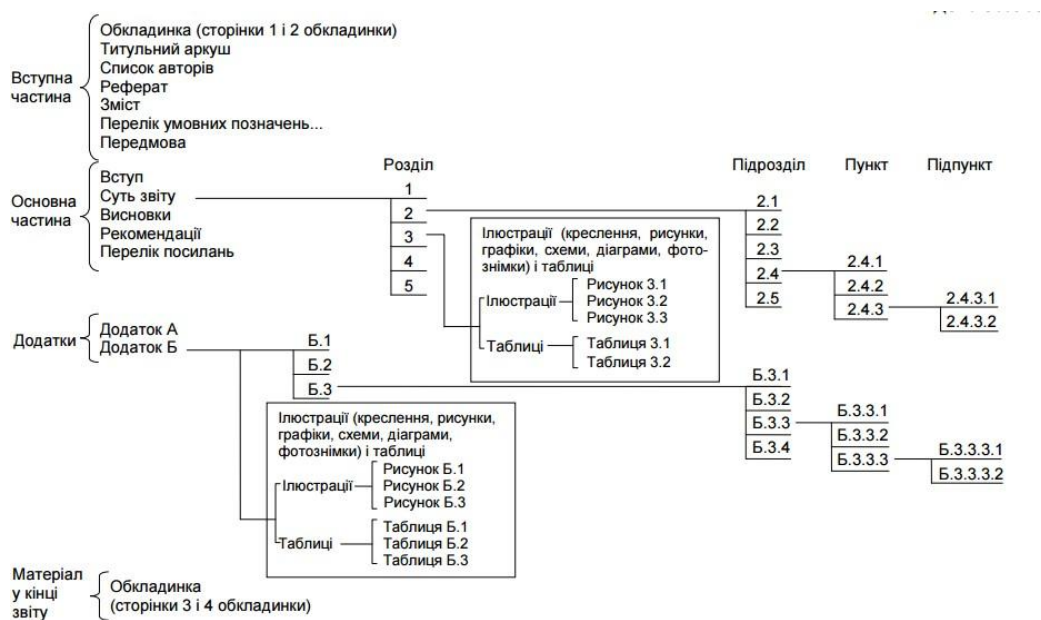 Обкладинка (сторінки 1 і 2 обкладинки)
Титульний аркуш
Список авторів
Вступна
частина
Реферат
Зміст
Перелік умовних позначень...
Передмова
Розділ
Підрозділ
Пункт
Підпункт
Основна
частина
Вступ
Суть звіту
Висновки
Рекомендації
Перелік посилань
1
2
3
4
5
2.1
2.2
2.3
2.4
2.5
2.4.1
2.4.2
2.4.3
2.4.3.1
2.4.3.2
Ілюстрації (креслення, рисунки,
графіки, схеми, діаграми, фото-
знімки) і таблиці
Ілюстрації
Рисунок 3.1
Рисунок 3.2
Рисунок 3.3
Таблиці
Таблиця 3.1
Таблиця 3.2
Додатки
Додаток А
Додаток Б
Б.1
Б.2
Б.3
Б.3.1
Б.3.2
Б.3.3
Б.3.4
Б.3.3.1
Б.3.3.2
Б.3.3.3
Б.3.3.3.1
Б.3.3.3.2
Ілюстрації (креслення, рисунки,
графіки, схеми, діаграми,
фотознімки) і таблиці
Ілюстрації
Рисунок Б.1
Рисунок Б.2
Рисунок Б.3
Таблиці
Таблиця Б.1
Таблиця Б.2
Таблиця Б.3
Матеріал
у кінці
звіту
Обкладинка
(сторінки 3 і 4 обкладинки)